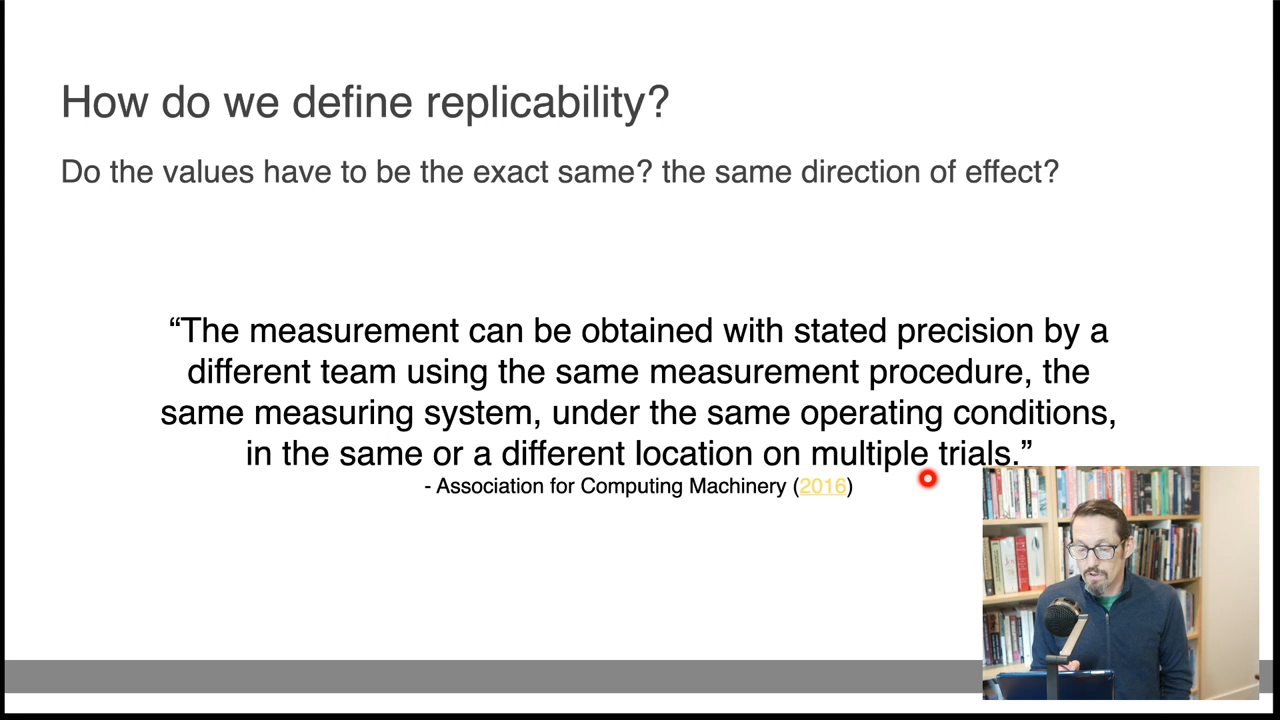 How do we define replicability?
Do the values have to be the exact same? the same direction of effect?
“The measurement can be obtained with stated precision by a
different team using the same measurement procedure, the
same measuring system, under the same operating conditions,
in the same or a different location on multiple trials.”
- Association for Computing Machinery (2016)